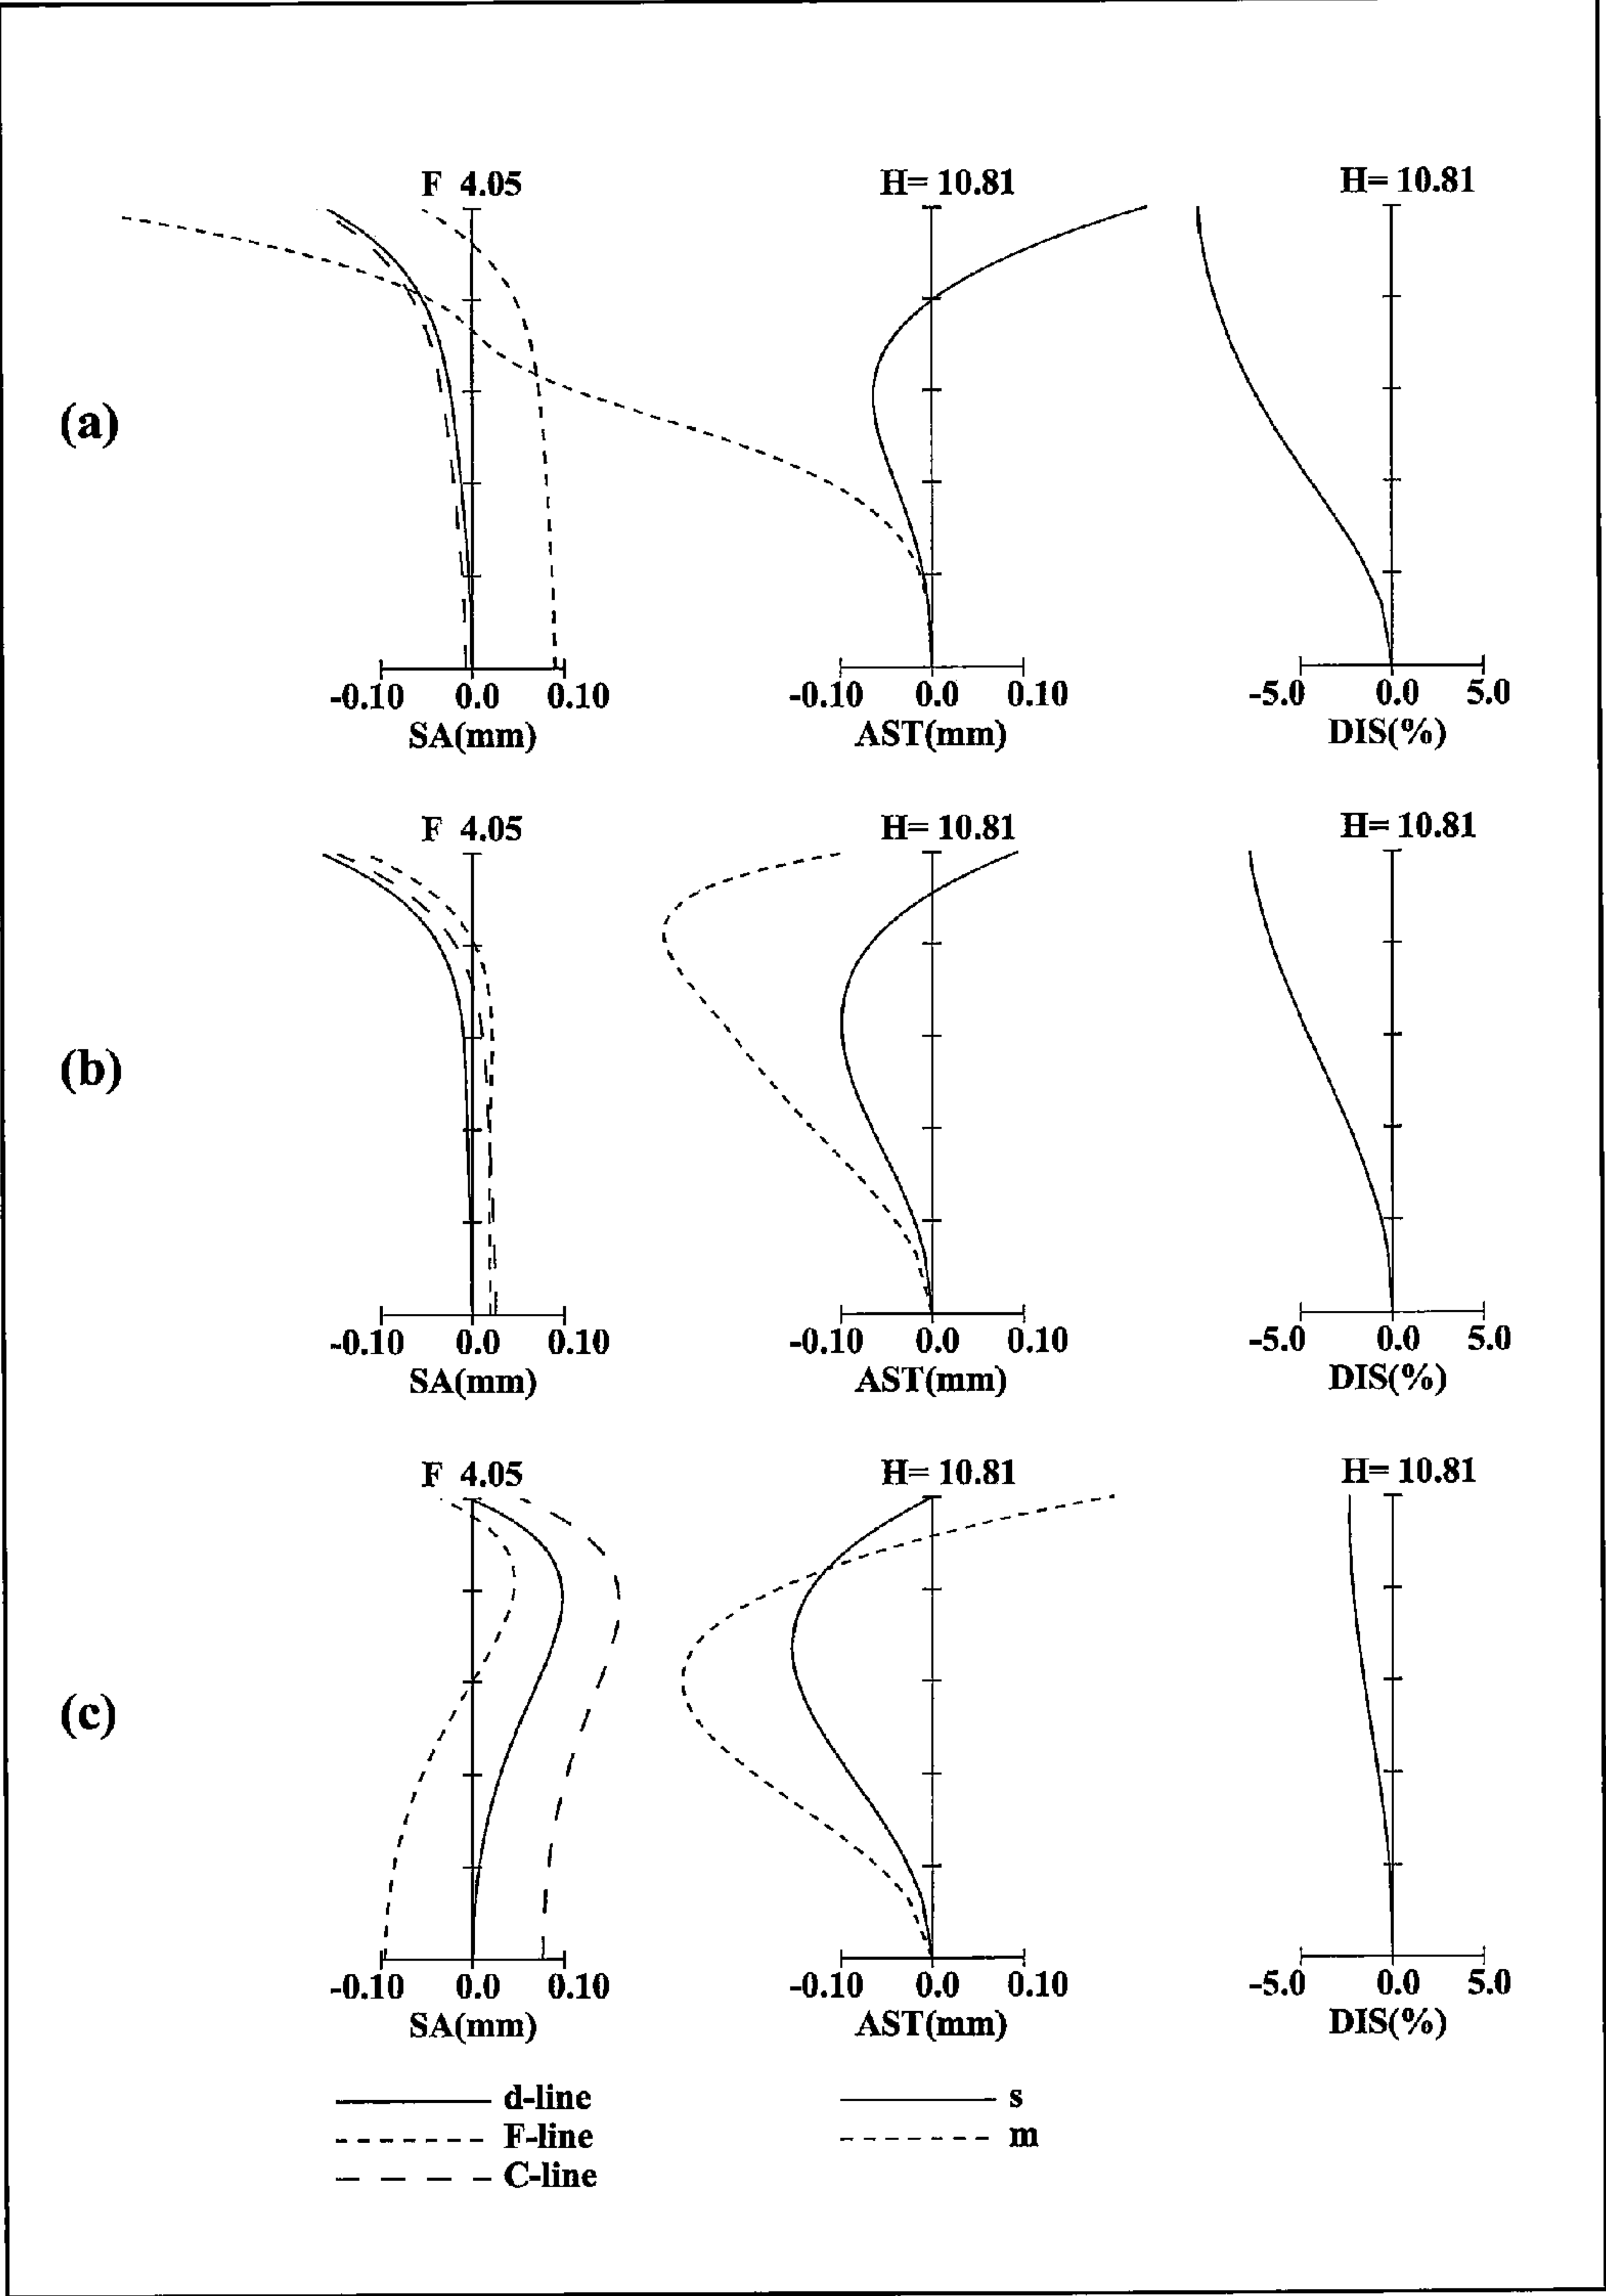 F 4.05 H= 10.81 H= 10.81
(a)
-0.10 0.0 0.10 -0.10 0.0 0.10 -5.0 0.0 5.0
SA(mm) AST(mm) DIS(%)
F 4.05 H= 10.81 H= 10.81
(b)
-0.10 0.0 0.10 -0.10 0.0 0.10 -5.0 0.0 5.0
SA(mm) AST(mm) DIS(%)
F 4.05 H= 10.81 H= 10.81
(c)
-0.10 0.0 0.10 -0.10 0.0 0.10 -5.0 0.0 5.0
SA(mm) AST(mm) DIS(%)
d-line s
F-line m
C-line